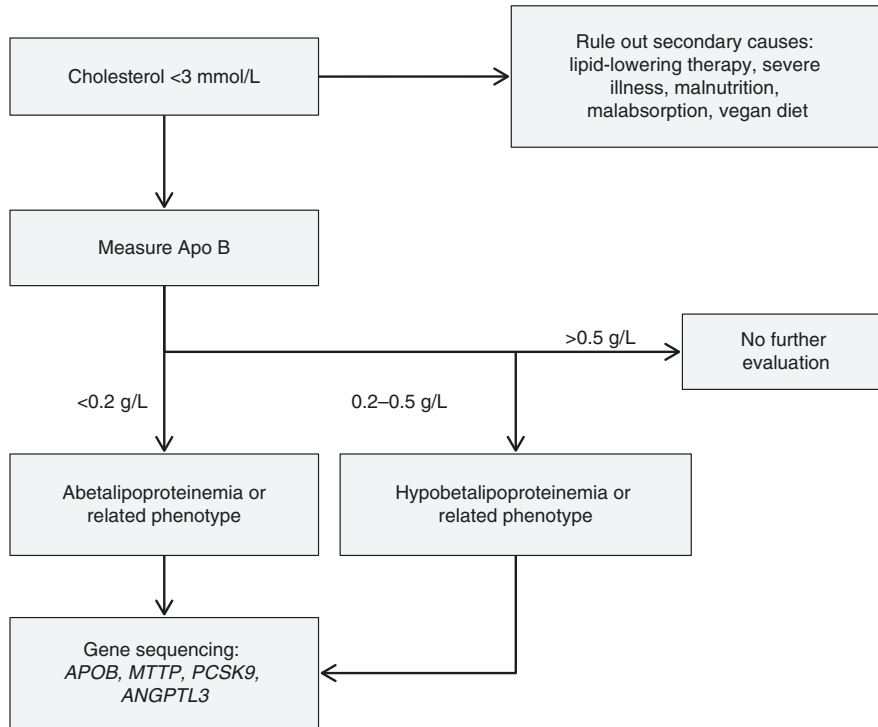 Cholesterol <3 mmol/L
Rule out secondary causes:
lipid-lowering therapy, severe
illness, malnutrition,
malabsorption, vegan diet
Measure Apo B
>0.5 g/L
No further
evaluation
<0.2 g/L
0.2–0.5 g/L
Abetalipoproteinemia or
related phenotype
Hypobetalipoproteinemia or
related phenotype
Gene sequencing:
APOB, MTTP, PCSK9,
ANGPTL3